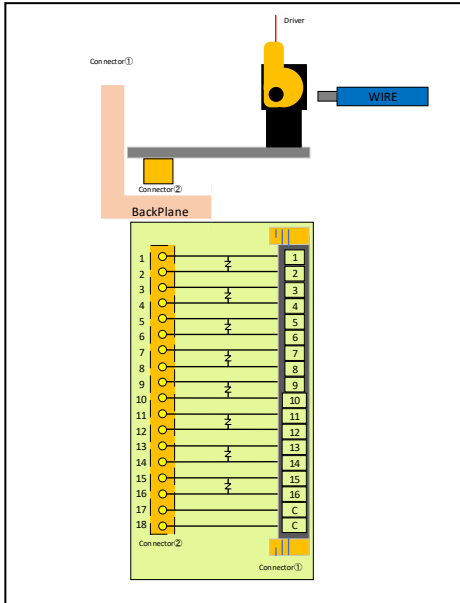 Driver
Connector①
WIRE
Connector②
BackPlane
1 1
2 2
3 3
4 4
5 5
6 6
7 7
8 8
9 9
10 10
11 11
12 12
13 13
14 14
15 15
16 16
17 C
18 C
Connector②
Connector①